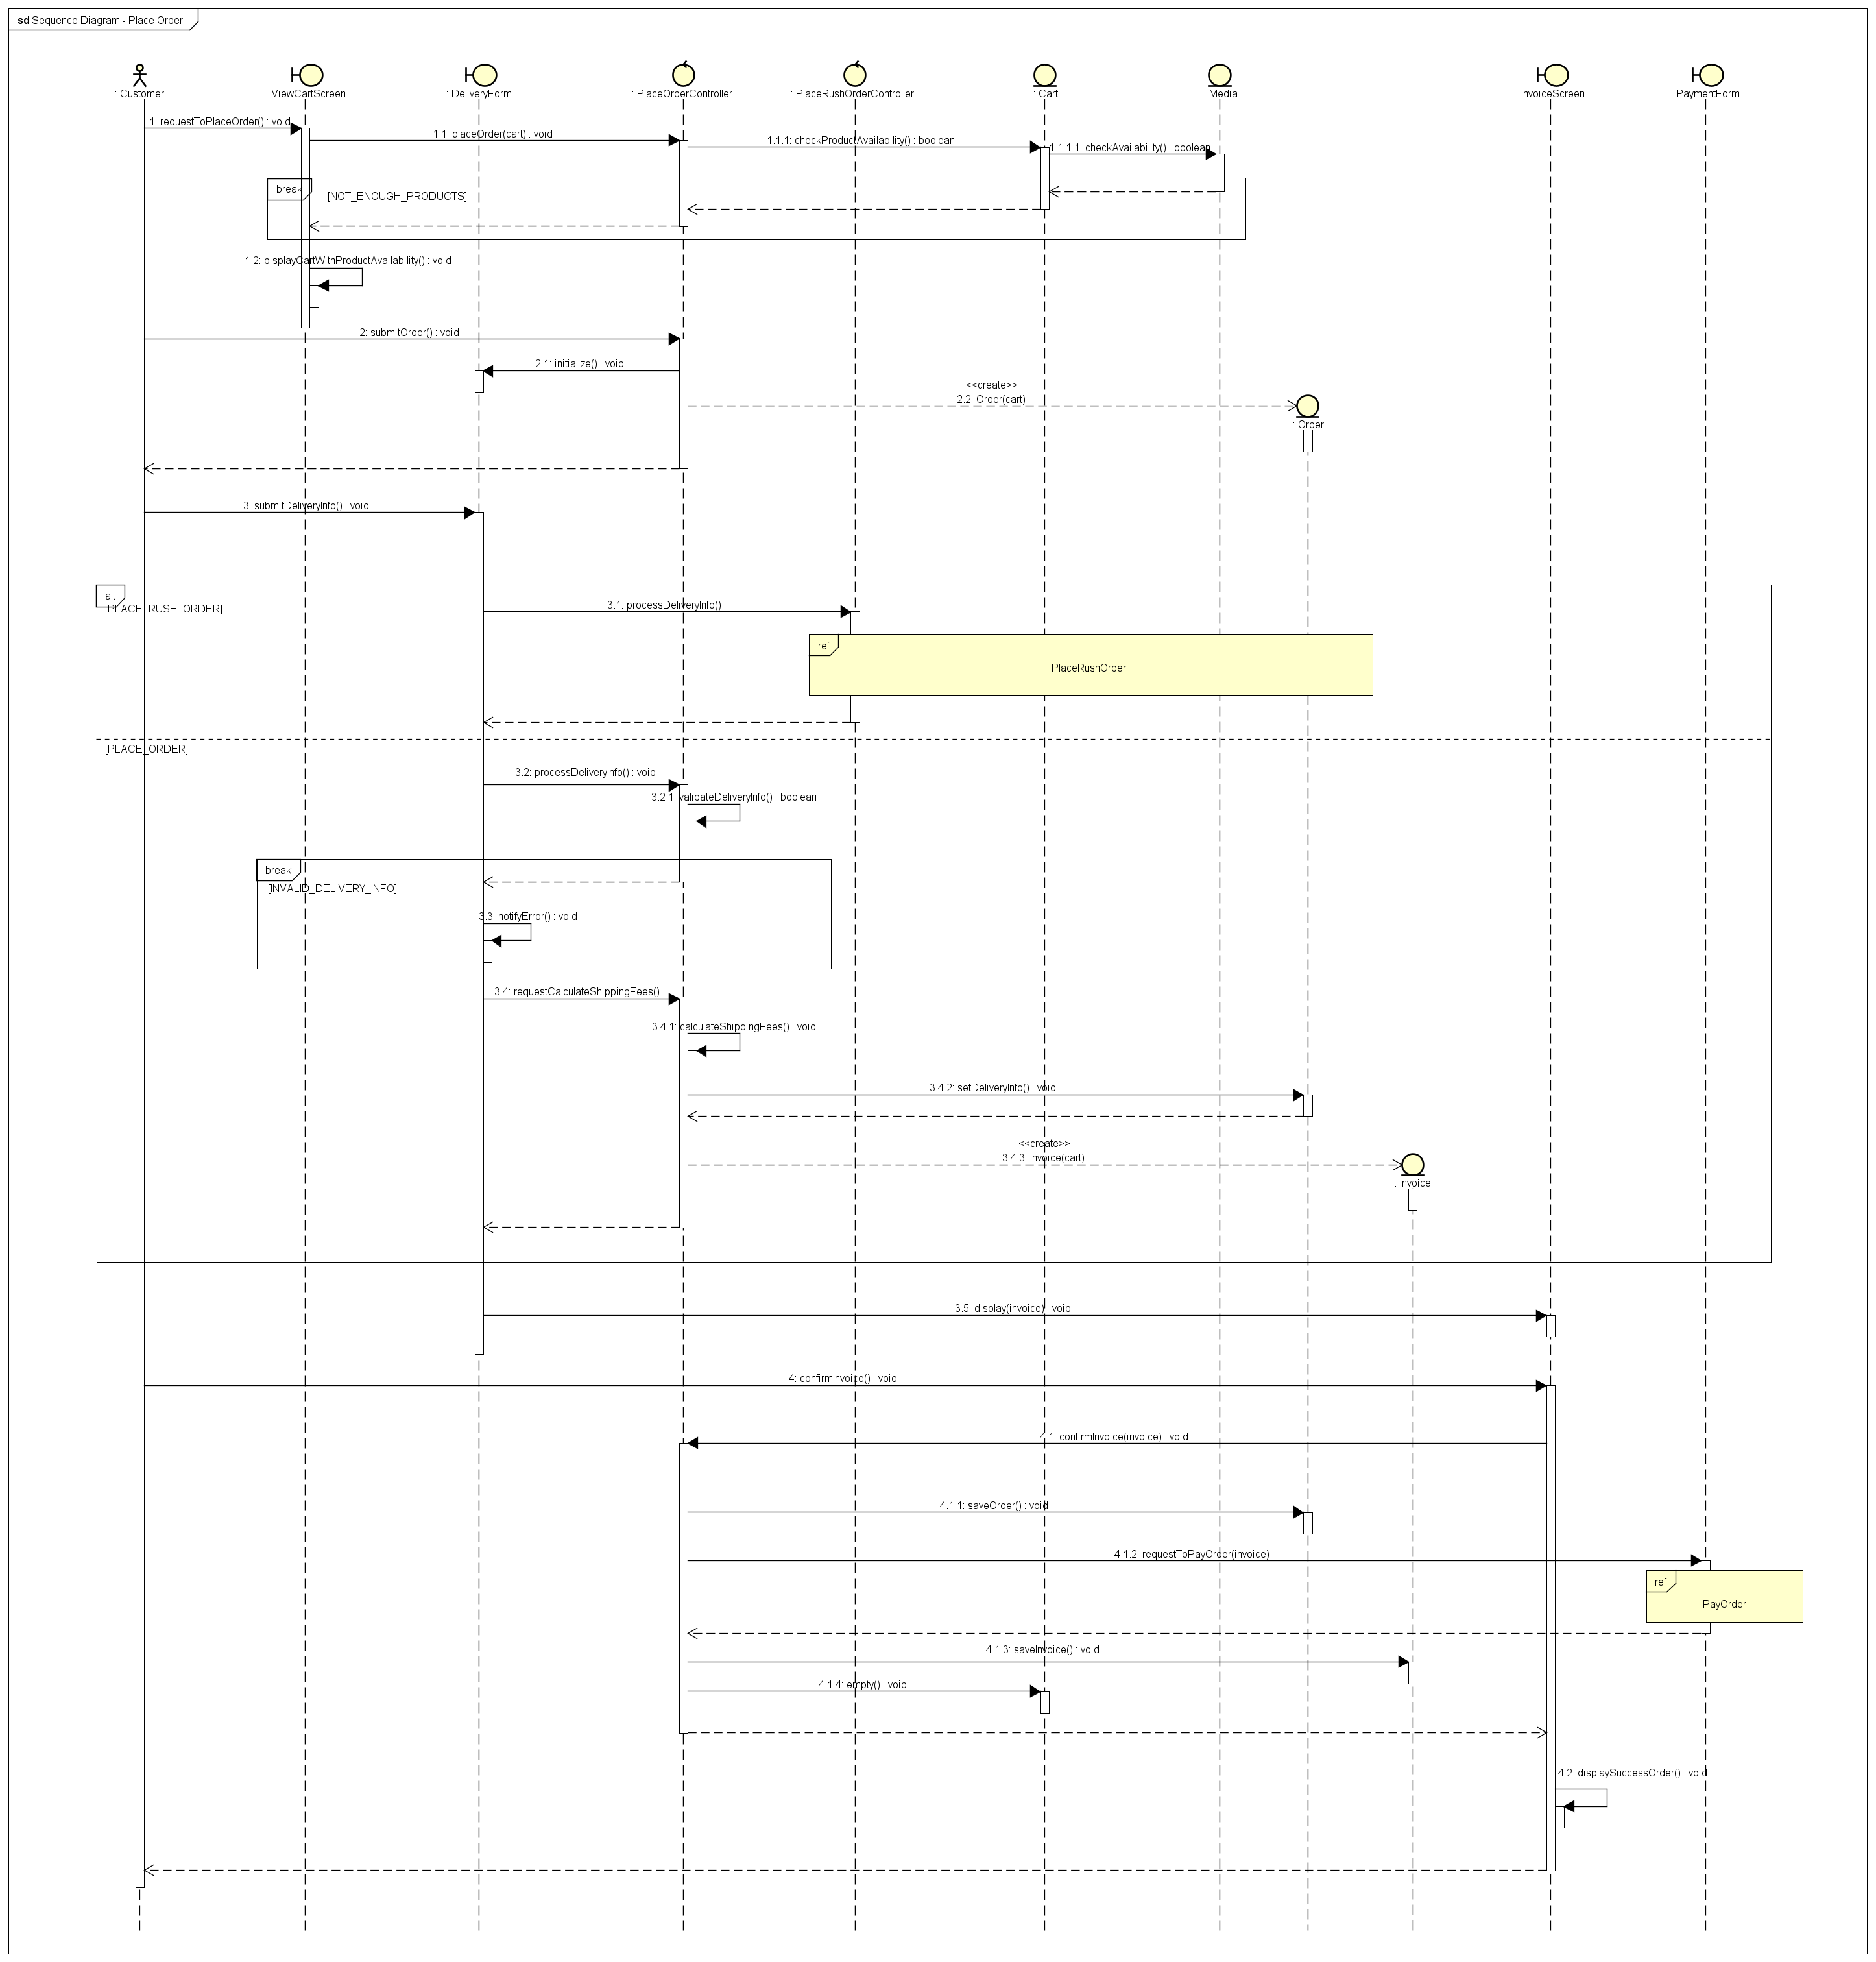 sd Sequence Diagram - Place Order
: Customer
: ViewCartScreen
: DeliveryForm
: PlaceOrderController
: PlaceRushOrderController
: Cart
: Media
: InvoiceScreen
: PaymentForm
1: requestToPlaceOrder() : void
1.1: placeOrder(cart) : void
1.1.1: checkProductAvailability() : boolean
1.1.1.1: checkAvailability() : boolean
break
[NOT_ENOUGH_PRODUCTS]
1.2: displayCartWithProductAvailability() : void
2: submitOrder() : void
2.1: initialize() : void
<<create>>
2.2: Order(cart)
: Order
3: submitDeliveryInfo() : void
alt
[PLACE_RUSH_ORDER]
3.1: processDeliveryInfo()
ref
PlaceRushOrder
[PLACE_ORDER]
3.2: processDeliveryInfo() : void
3.2.1: validateDeliveryInfo() : boolean
break
[INVALID_DELIVERY_INFO]
3.3: notifyError() : void
3.4: requestCalculateShippingFees()
3.4.1: calculateShippingFees() : void
3.4.2: setDeliveryInfo() : void
<<create>>
3.4.3: Invoice(cart)
: Invoice
3.5: display(invoice) : void
4: confirmInvoice() : void
4.1: confirmInvoice(invoice) : void
4.1.1: saveOrder() : void
4.1.2: requestToPayOrder(invoice)
ref
PayOrder
4.1.3: saveInvoice() : void
4.1.4: empty() : void
4.2: displaySuccessOrder() : void